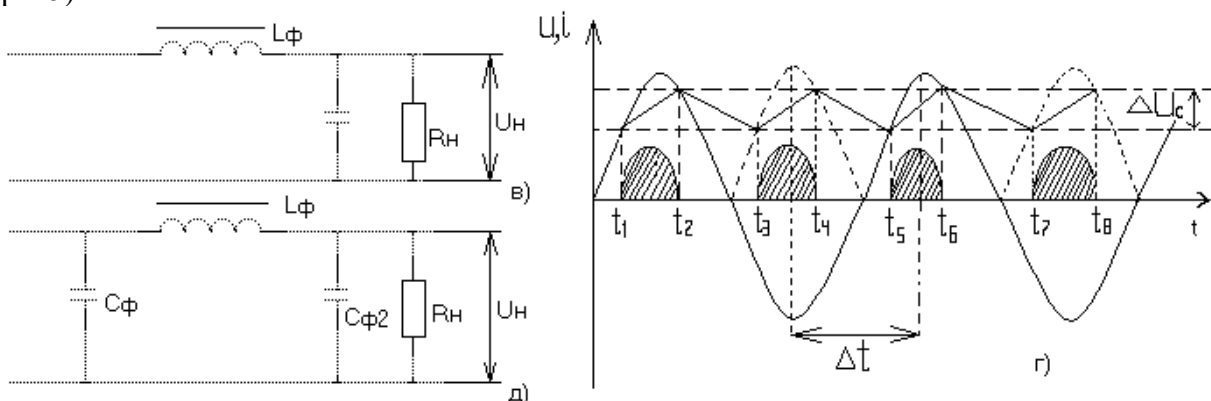 Lф
Rн
Uн
в)
Lф
Cф
Cф2
Rн
Uн
д)
U,i
ΔUc
t1 t2 t3 t4 t5 t6 t7 t8 t
Δt
г)